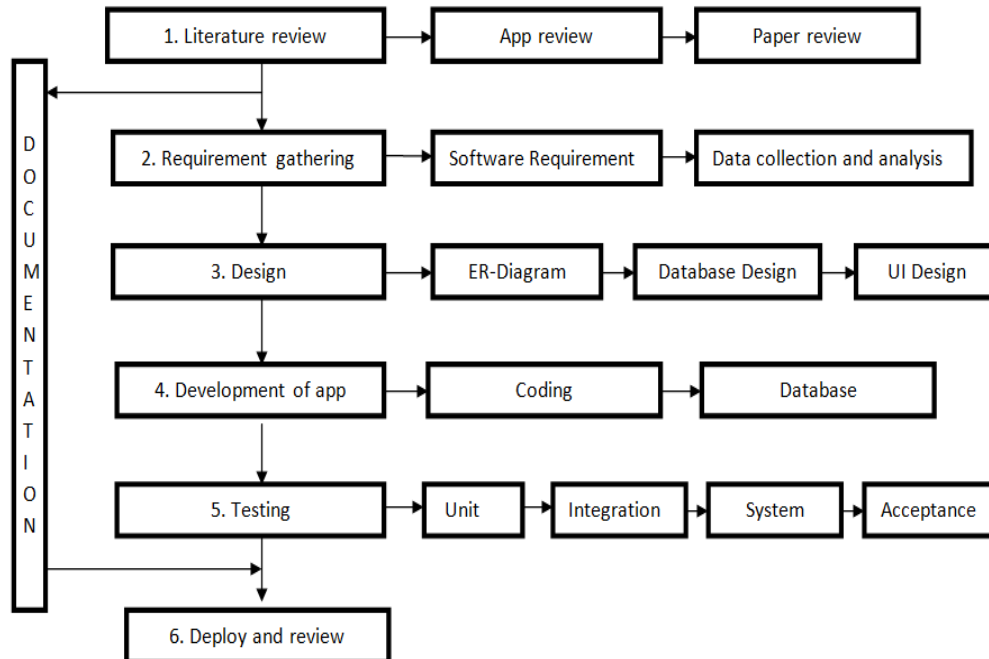 1. Literature review
App review
Paper review
DOCUMENTATION
2. Requirement gathering
Software Requirement
Data collection and analysis
3. Design
ER-Diagram
Database Design
UI Design
4. Development of app
Coding
Database
5. Testing
Unit
Integration
System
Acceptance
6. Deploy and review